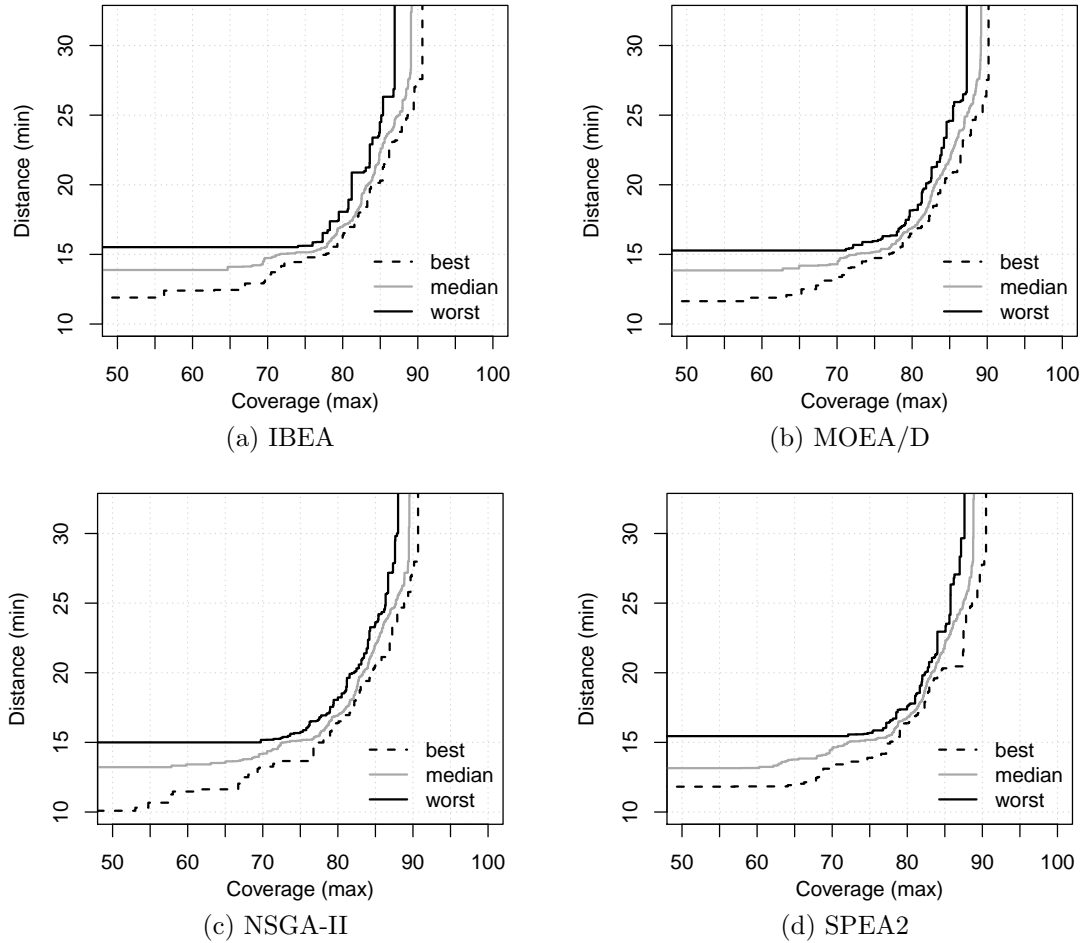 Distance (min)
10 15 20 25 30
best
median
worst
50 60 70 80 90 100
Coverage (max)
(a) IBEA
Distance (min)
10 15 20 25 30
best
median
worst
50 60 70 80 90 100
Coverage (max)
(b) MOEA/D
Distance (min)
10 15 20 25 30
best
median
worst
50 60 70 80 90 100
Coverage (max)
(c) NSGA-II
Distance (min)
10 15 20 25 30
best
median
worst
50 60 70 80 90 100
Coverage (max)
(d) SPEA2